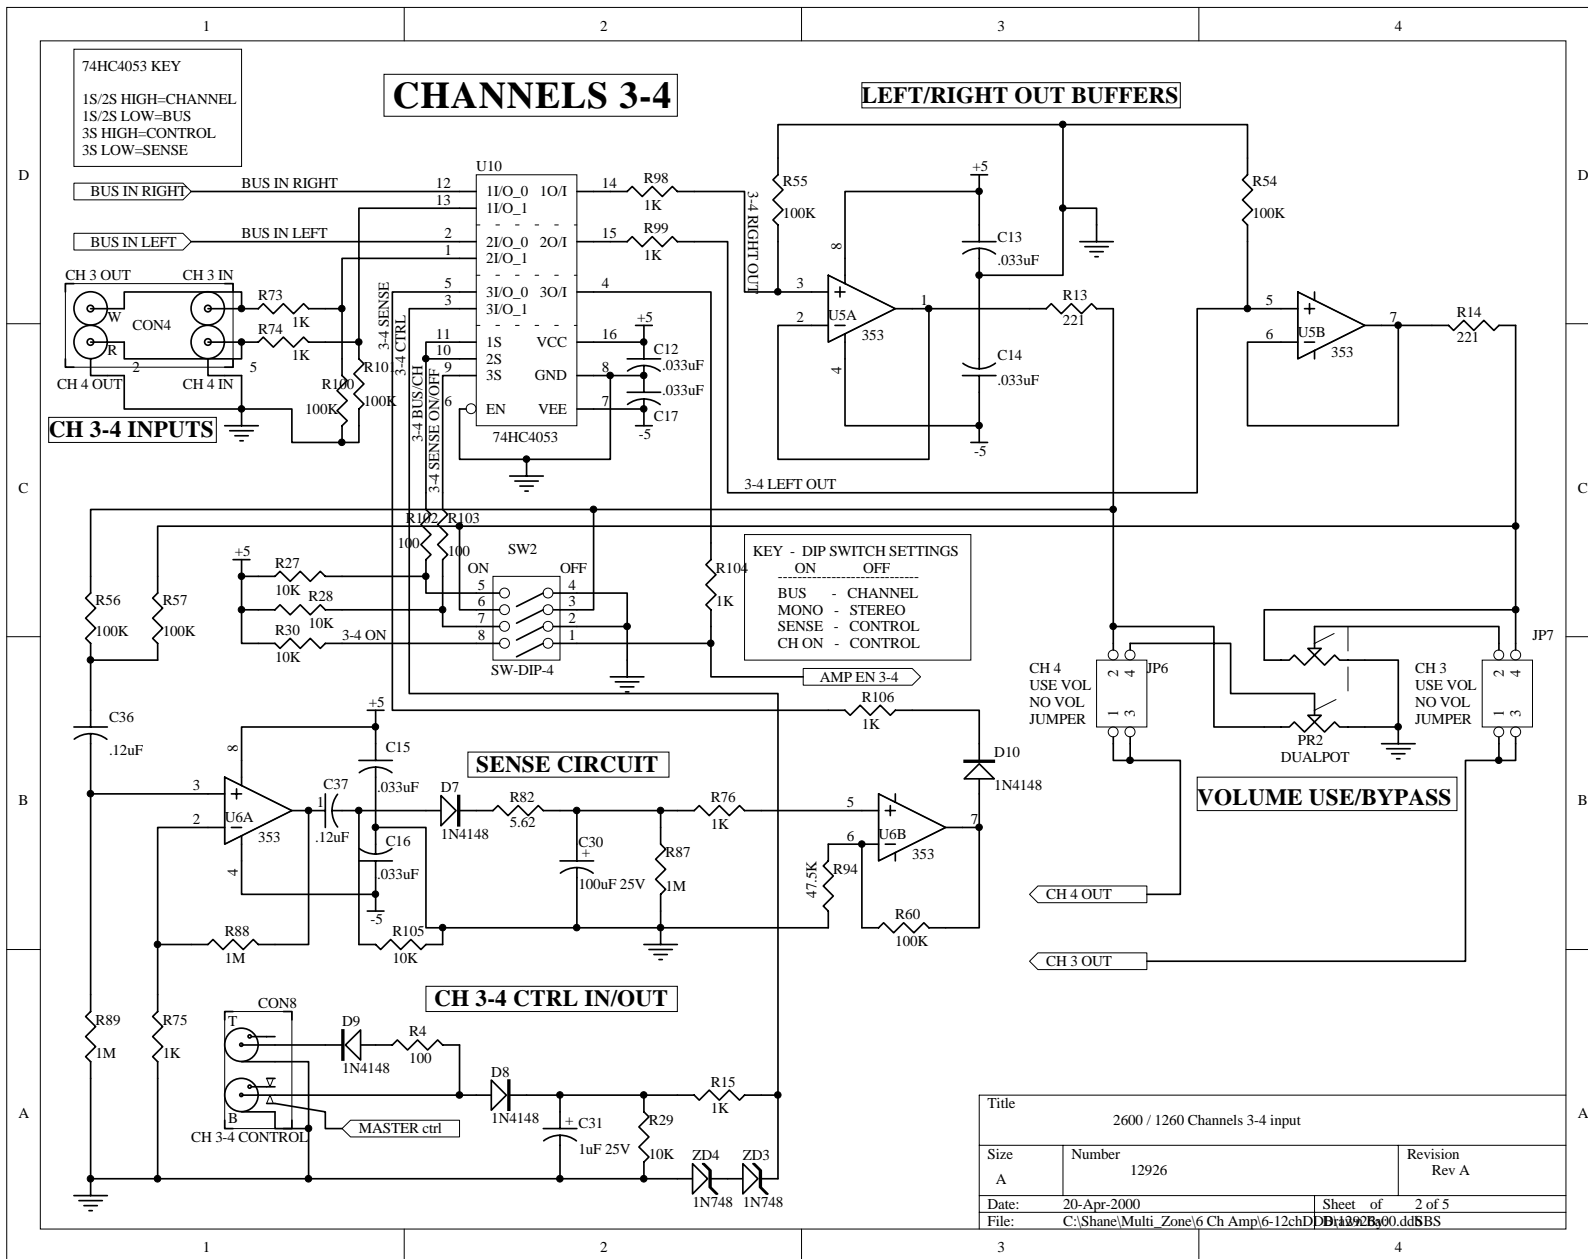 1 2 3 4
74HC4053 KEY
1S/2S HIGH=CHANNEL
1S/2S LOW=BUS
3S HIGH=CONTROL
3S LOW=SENSE
CHANNELS 3-4
LEFT/RIGHT OUT BUFFERS
D D
BUS IN RIGHT BUS IN RIGHT
BUS IN LEFT BUS IN LEFT
U10
12 1I/O_0 1O/I 14
13 1I/O_1
2 2I/O_0 2O/I 15
1 2I/O_1
5 3I/O_0 3O/I 4
3 3I/O_1
11 1S VCC 16
10 2S
9 3S GND 8
6 EN VEE 7
74HC4053
R98
1K
R99
1K
3-4 RIGHT OUT
R55
100K
+5
C13
.033uF
8
3
2
U5A
353
1
4
C14
.033uF
-5
R13
221
R54
100K
5
6
U5B
353
7
R14
221
CH 3 OUT CH 3 IN
W
CON4
R
2 5
CH 4 OUT CH 4 IN
R73
1K
R74
1K
R100
100K
R101
100K
CH 3-4 INPUTS
3-4 SENSE
3-4 CTRL
3-4 BUS/CH
3-4 SENSE ON/OFF
+5
C12
.033uF
.033uF
C17
-5
3-4 LEFT OUT
C C
R102
100
R103
100
SW2
ON OFF
5 4
6 3
7 2
8 1
SW-DIP-4
+5
R27
10K
R28
10K
R30
10K
3-4 ON
R56
100K
R57
100K
R104
1K
KEY - DIP SWITCH SETTINGS
ON OFF
BUS - CHANNEL
MONO - STEREO
SENSE - CONTROL
CH ON - CONTROL
AMP EN 3-4
CH 4
USE VOL
NO VOL
JUMPER
JP6
2 4
1 3
PR2
DUALPOT
JP7
CH 3
USE VOL
NO VOL
JUMPER
2 4
1 3
VOLUME USE/BYPASS
B B
C36
.12uF
8
3
2
U6A
353
1
4
C37
.12uF
+5
C15
.033uF
C16
.033uF
-5
SENSE CIRCUIT
D7
1N4148
R82
5.62
C30
+
100uF 25V
R87
1M
R76
1K
R106
1K
D10
1N4148
5
6
U6B
353
7
47.5K
R94
R60
100K
R88
1M
R105
10K
CH 4 OUT
CH 3 OUT
CH 3-4 CTRL IN/OUT
R89
1M
R75
1K
CON8
T
B
CH 3-4 CONTROL
D9
1N4148
R4
100
D8
1N4148
MASTER ctrl
+
C31
1uF 25V
R29
10K
R15
1K
ZD4
1N748
ZD3
1N748
A A
Title
2600 / 1260 Channels 3-4 input
Size
A
Number
12926
Revision
Rev A
Date: 20-Apr-2000 Sheet of 2 of 5
File: C:\Shane\Multi_Zone\6 Ch Amp\6-12ch
1 2 3 4